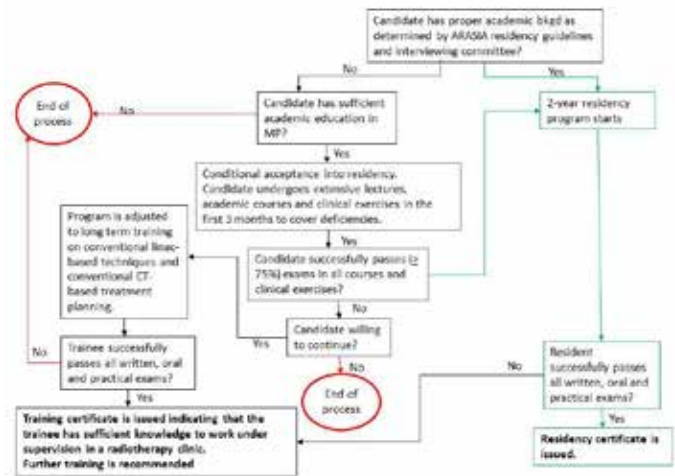 Candidate has proper academic bkgd as
determined by ARASIA residency guidelines
and interviewing committee?
No
Yes
End of
process
No
Candidate has sufficient
academic education in
MP?
2-year residency
program starts
Yes
Conditional acceptance into residency.
Candidate undergoes extensive lectures,
academic courses and clinical exercises in the
first 3 months to cover deficiencies.
Program is adjusted
to long term training
on conventional linac-
based techniques and
conventional CT-
based treatment
planning.
Yes
Candidate successfully passes (≥
75%) exams in all courses and
clinical exercises?
No
Candidate willing
to continue?
Yes
No
Trainee successfully
passes all written, oral
and practical exams?
No
End of
process
Resident
successfully passes
all written, oral and
practical exams?
No
Yes
Training certificate is issued indicating that the
trainee has sufficient knowledge to work under
supervision in a radiotherapy clinic.
Further training is recommended
Yes
Residency certificate is
issued.